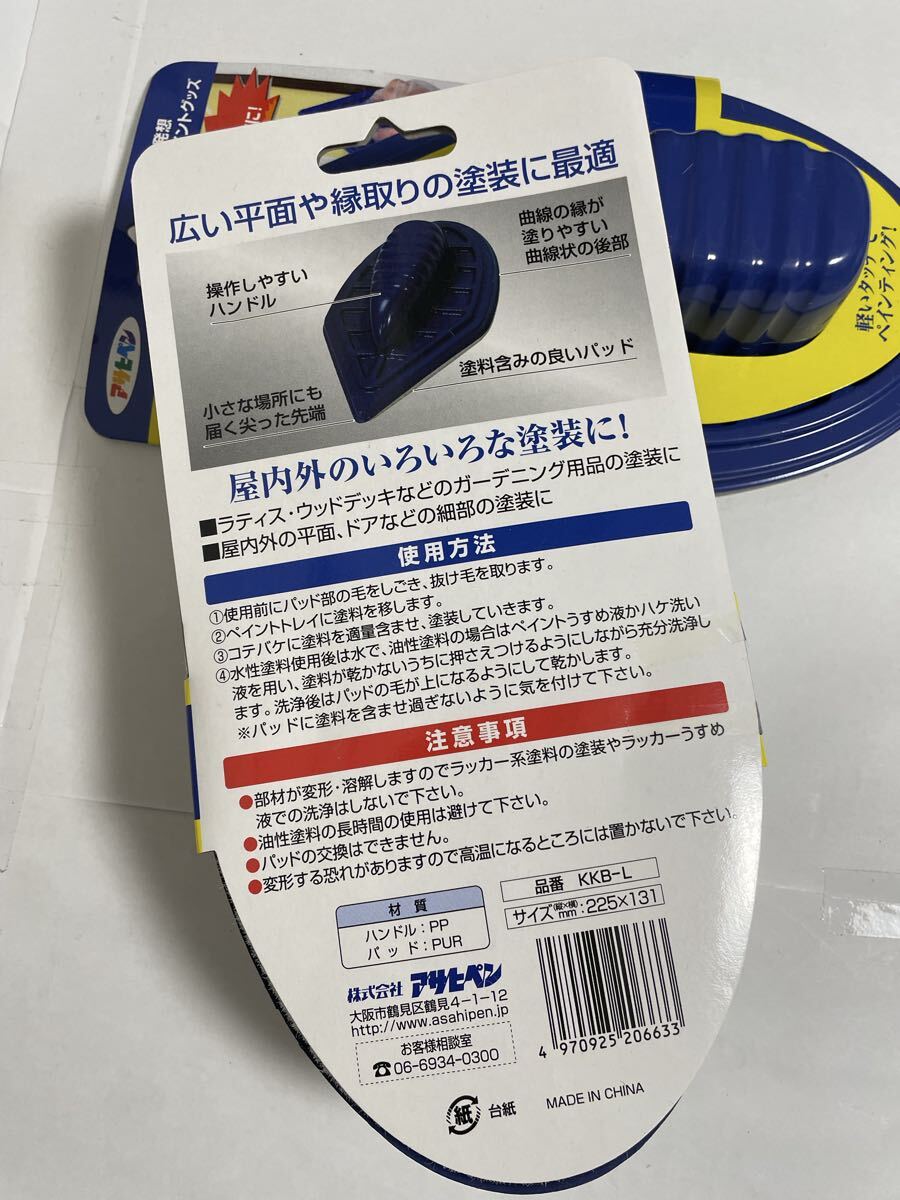 発想
ントグッズ
に!
アサヒペン
軽いタッチで
ペインティング!
広い平面や縁取りの塗装に最適
操作しやすい
ハンドル
曲線の縁が
塗りやすい
曲線状の後部
塗料含みの良いパッド
小さな場所にも
届く尖った先端
屋内外のいろいろな塗装に!
■ラティス・ウッドデッキなどのガーデニング用品の塗装に
■屋内外の平面、ドアなどの細部の塗装に
使用方法
①使用前にパッド部の毛をしごき、抜け毛を取ります。
②ペイントトレイに塗料を移します。
③コテバケに塗料を適量含ませ、塗装していきます。
④水性塗料使用後は水で、油性塗料の場合はペイントうすめ液かハケ洗い
液を用い、塗料が乾かないうちに押さえつけるようにしながら充分洗浄し
ます。洗浄後はパッドの毛が上になるようにして乾かします。
※パッドに塗料を含ませ過ぎないように気を付けて下さい。
注意事項
●部材が変形・溶解しますのでラッカー系塗料の塗装やラッカーうすめ
液での洗浄はしないで下さい。
●油性塗料の長時間の使用は避けて下さい。
●パッドの交換はできません。
●変形する恐れがありますので高温になるところには置かないで下さい。
材質
ハンドル:PP
パッド:PUR
品番 KKB-L
サイズ(縦×横)mm:225×131
株式会社 アサヒペン
大阪市鶴見区鶴見4-1-12
http://www.asahipen.jp/
お客様相談室
☎06-6934-0300
4 970925 206633
紙 台紙
MADE IN CHINA